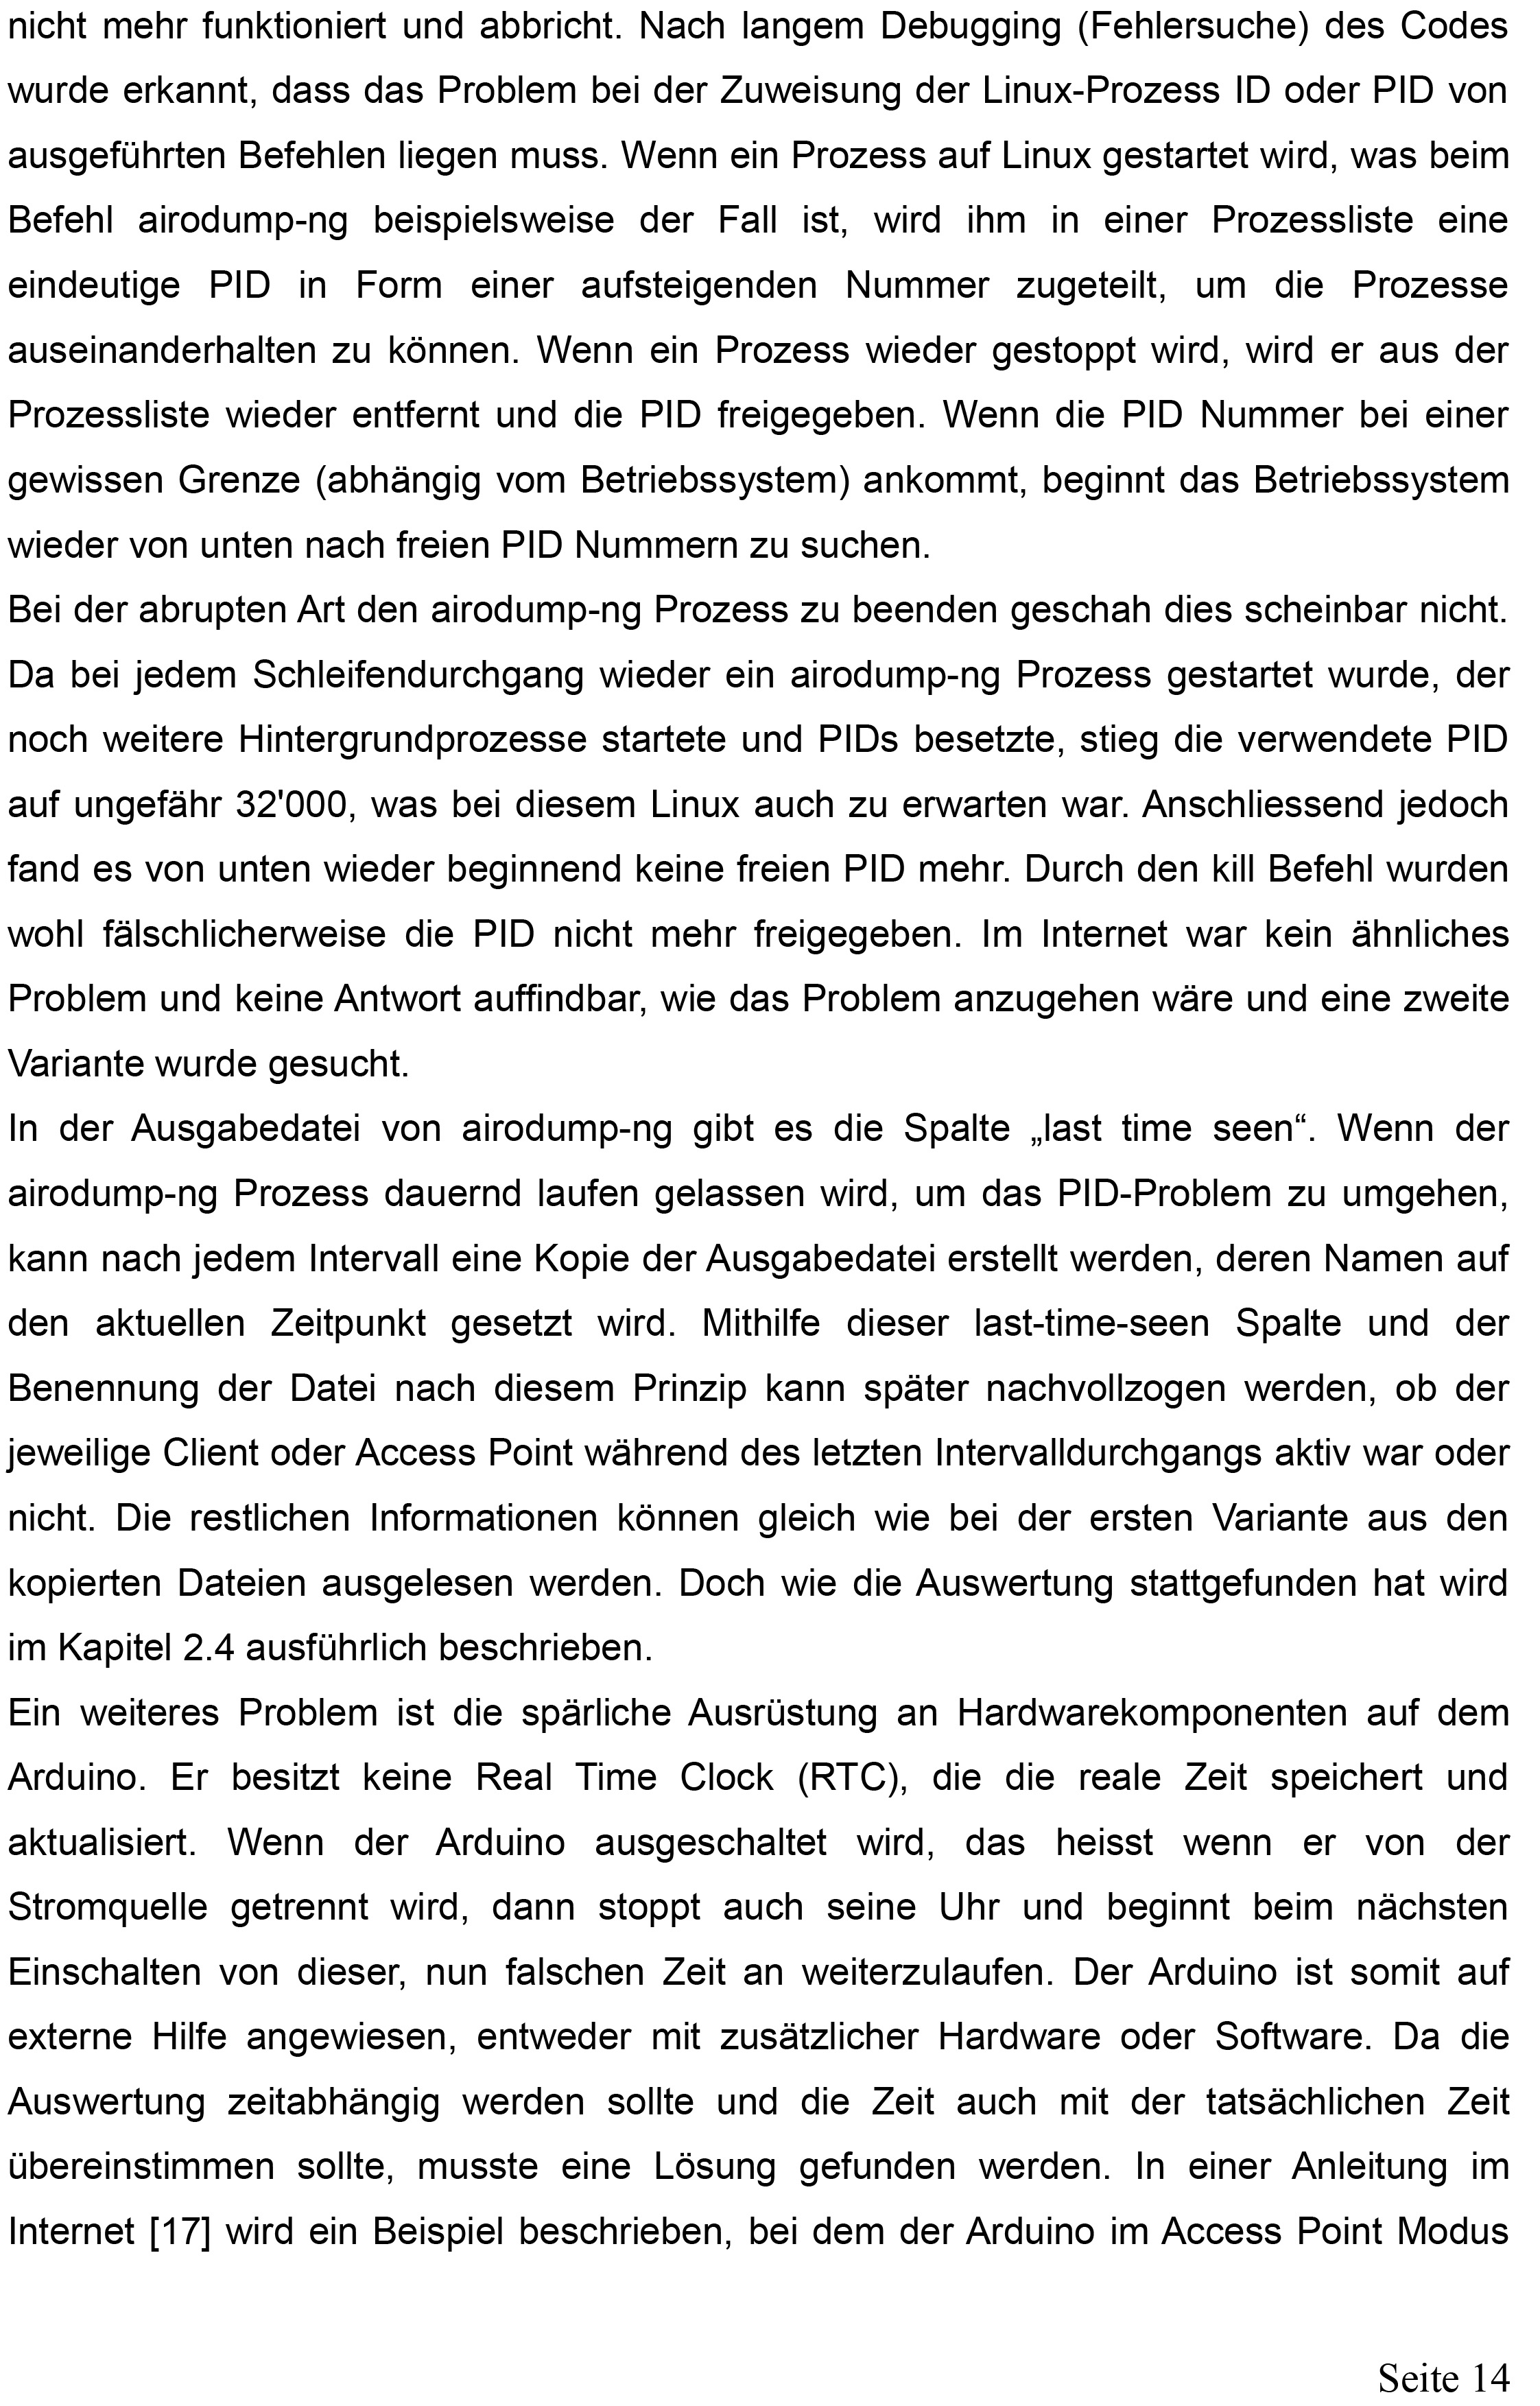 nicht mehr funktioniert und abbricht. Nach langem Debugging (Fehlersuche) des Codes
wurde erkannt, dass das Problem bei der Zuweisung der Linux-Prozess ID oder PID von
ausgeführten Befehlen liegen muss. Wenn ein Prozess auf Linux gestartet wird, was beim
Befehl airodump-ng beispielsweise der Fall ist, wird ihm in einer Prozessliste eine
eindeutige PID in Form einer aufsteigenden Nummer zugeteilt, um die Prozesse
auseinanderhalten zu können. Wenn ein Prozess wieder gestoppt wird, wird er aus der
Prozessliste wieder entfernt und die PID freigegeben. Wenn die PID Nummer bei einer
gewissen Grenze (abhängig vom Betriebssystem) ankommt, beginnt das Betriebssystem
wieder von unten nach freien PID Nummern zu suchen.
Bei der abrupten Art den airodump-ng Prozess zu beenden geschah dies scheinbar nicht.
Da bei jedem Schleifendurchgang wieder ein airodump-ng Prozess gestartet wurde, der
noch weitere Hintergrundprozesse startete und PIDs besetzte, stieg die verwendete PID
auf ungefähr 32'000, was bei diesem Linux auch zu erwarten war. Anschliessend jedoch
fand es von unten wieder beginnend keine freien PID mehr. Durch den kill Befehl wurden
wohl fälschlicherweise die PID nicht mehr freigegeben. Im Internet war kein ähnliches
Problem und keine Antwort auffindbar, wie das Problem anzugehen wäre und eine zweite
Variante wurde gesucht.
In der Ausgabedatei von airodump-ng gibt es die Spalte „last time seen“. Wenn der
airodump-ng Prozess dauernd laufen gelassen wird, um das PID-Problem zu umgehen,
kann nach jedem Intervall eine Kopie der Ausgabedatei erstellt werden, deren Namen auf
den aktuellen Zeitpunkt gesetzt wird. Mithilfe dieser last-time-seen Spalte und der
Benennung der Datei nach diesem Prinzip kann später nachvollzogen werden, ob der
jeweilige Client oder Access Point während des letzten Intervalldurchgangs aktiv war oder
nicht. Die restlichen Informationen können gleich wie bei der ersten Variante aus den
kopierten Dateien ausgelesen werden. Doch wie die Auswertung stattgefunden hat wird
im Kapitel 2.4 ausführlich beschrieben.
Ein weiteres Problem ist die spärliche Ausrüstung an Hardwarekomponenten auf dem
Arduino. Er besitzt keine Real Time Clock (RTC), die die reale Zeit speichert und
aktualisiert. Wenn der Arduino ausgeschaltet wird, das heisst wenn er von der
Stromquelle getrennt wird, dann stoppt auch seine Uhr und beginnt beim nächsten
Einschalten von dieser, nun falschen Zeit an weiterzulaufen. Der Arduino ist somit auf
externe Hilfe angewiesen, entweder mit zusätzlicher Hardware oder Software. Da die
Auswertung zeitabhängig werden sollte und die Zeit auch mit der tatsächlichen Zeit
übereinstimmen sollte, musste eine Lösung gefunden werden. In einer Anleitung im
Internet [17] wird ein Beispiel beschrieben, bei dem der Arduino im Access Point Modus
Seite 14